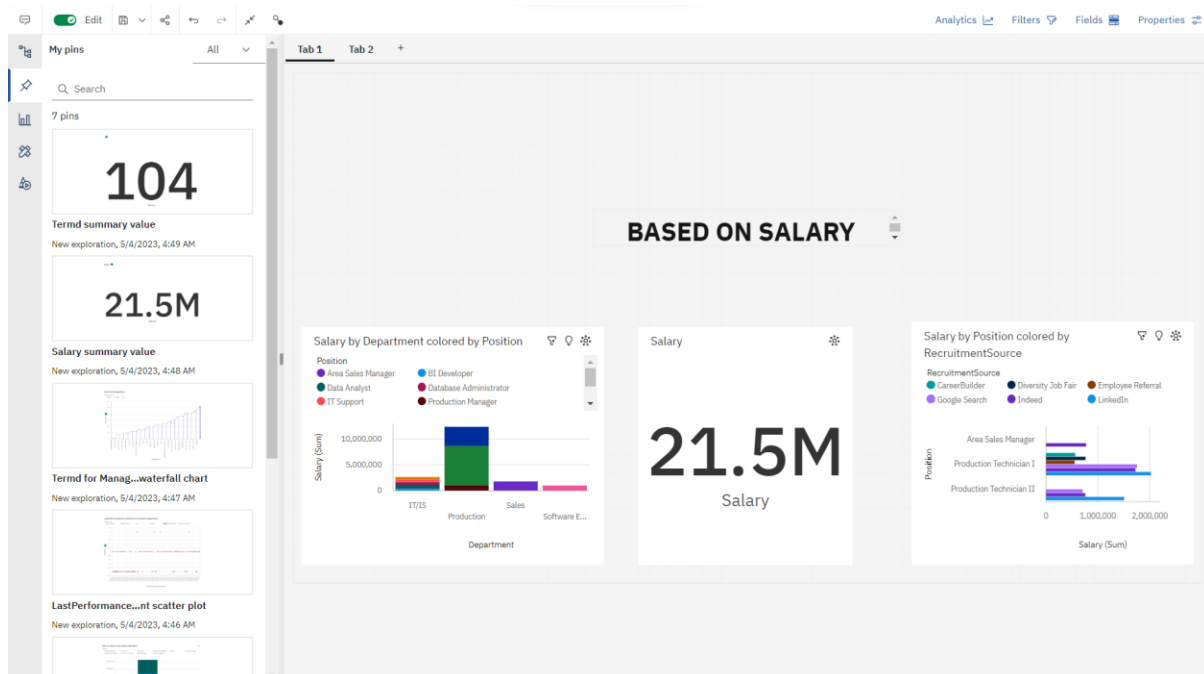 Edit
Analytics Filters Fields Properties
My pins All
Search
7 pins
104
Termd summary value
New exploration, 5/4/2023, 4:49 AM
21.5M
Salary summary value
New exploration, 5/4/2023, 4:48 AM
Termd for Manag...waterfall chart
New exploration, 5/4/2023, 4:47 AM
LastPerformance...nt scatter plot
New exploration, 5/4/2023, 4:46 AM
Tab 1 Tab 2 +
BASED ON SALARY
Salary by Department colored by Position
Position
Area Sales Manager BI Developer
Data Analyst Database Administrator
IT Support Production Manager
Salary (Sum)
10,000,000
5,000,000
0
IT/IS Sales
Production Software E...
Department
Salary
21.5M
Salary
Salary by Position colored by
RecruitmentSource
RecruitmentSource
CareerBuilder Diversity Job Fair Employee Referral
Google Search Indeed LinkedIn
Position
Area Sales Manager
Production Technician I
Production Technician II
0 1,000,000 2,000,000
Salary (Sum)